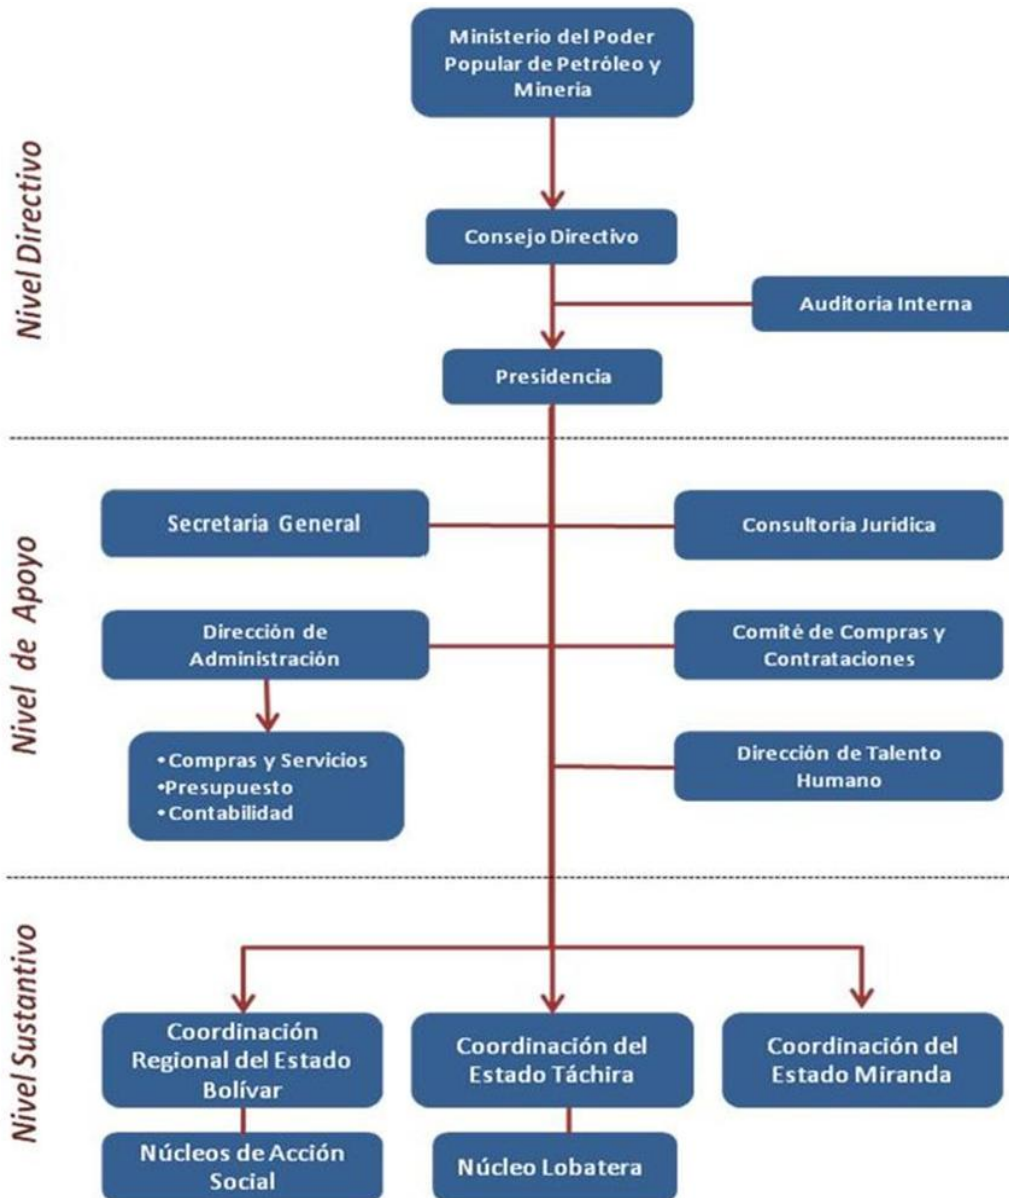 Ministerio del Poder
Popular de Petróleo y
Mineria
Nivel Directivo
Consejo Directivo
Auditoria Interna
Presidencia
Nivel de Apoyo
Secretaria General
Consultoria Juridica
Dirección de
Administración
Comité de Compras y
Contrataciones
•Compras y Servicios
•Presupuesto
•Contabilidad
Dirección de Talento
Humano
Nivel Sustantivo
Coordinación
Regional del Estado
Bolívar
Coordinación del
Estado Táchira
Coordinación del
Estado Miranda
Núcleos de Acción
Social
Núcleo Lobatera